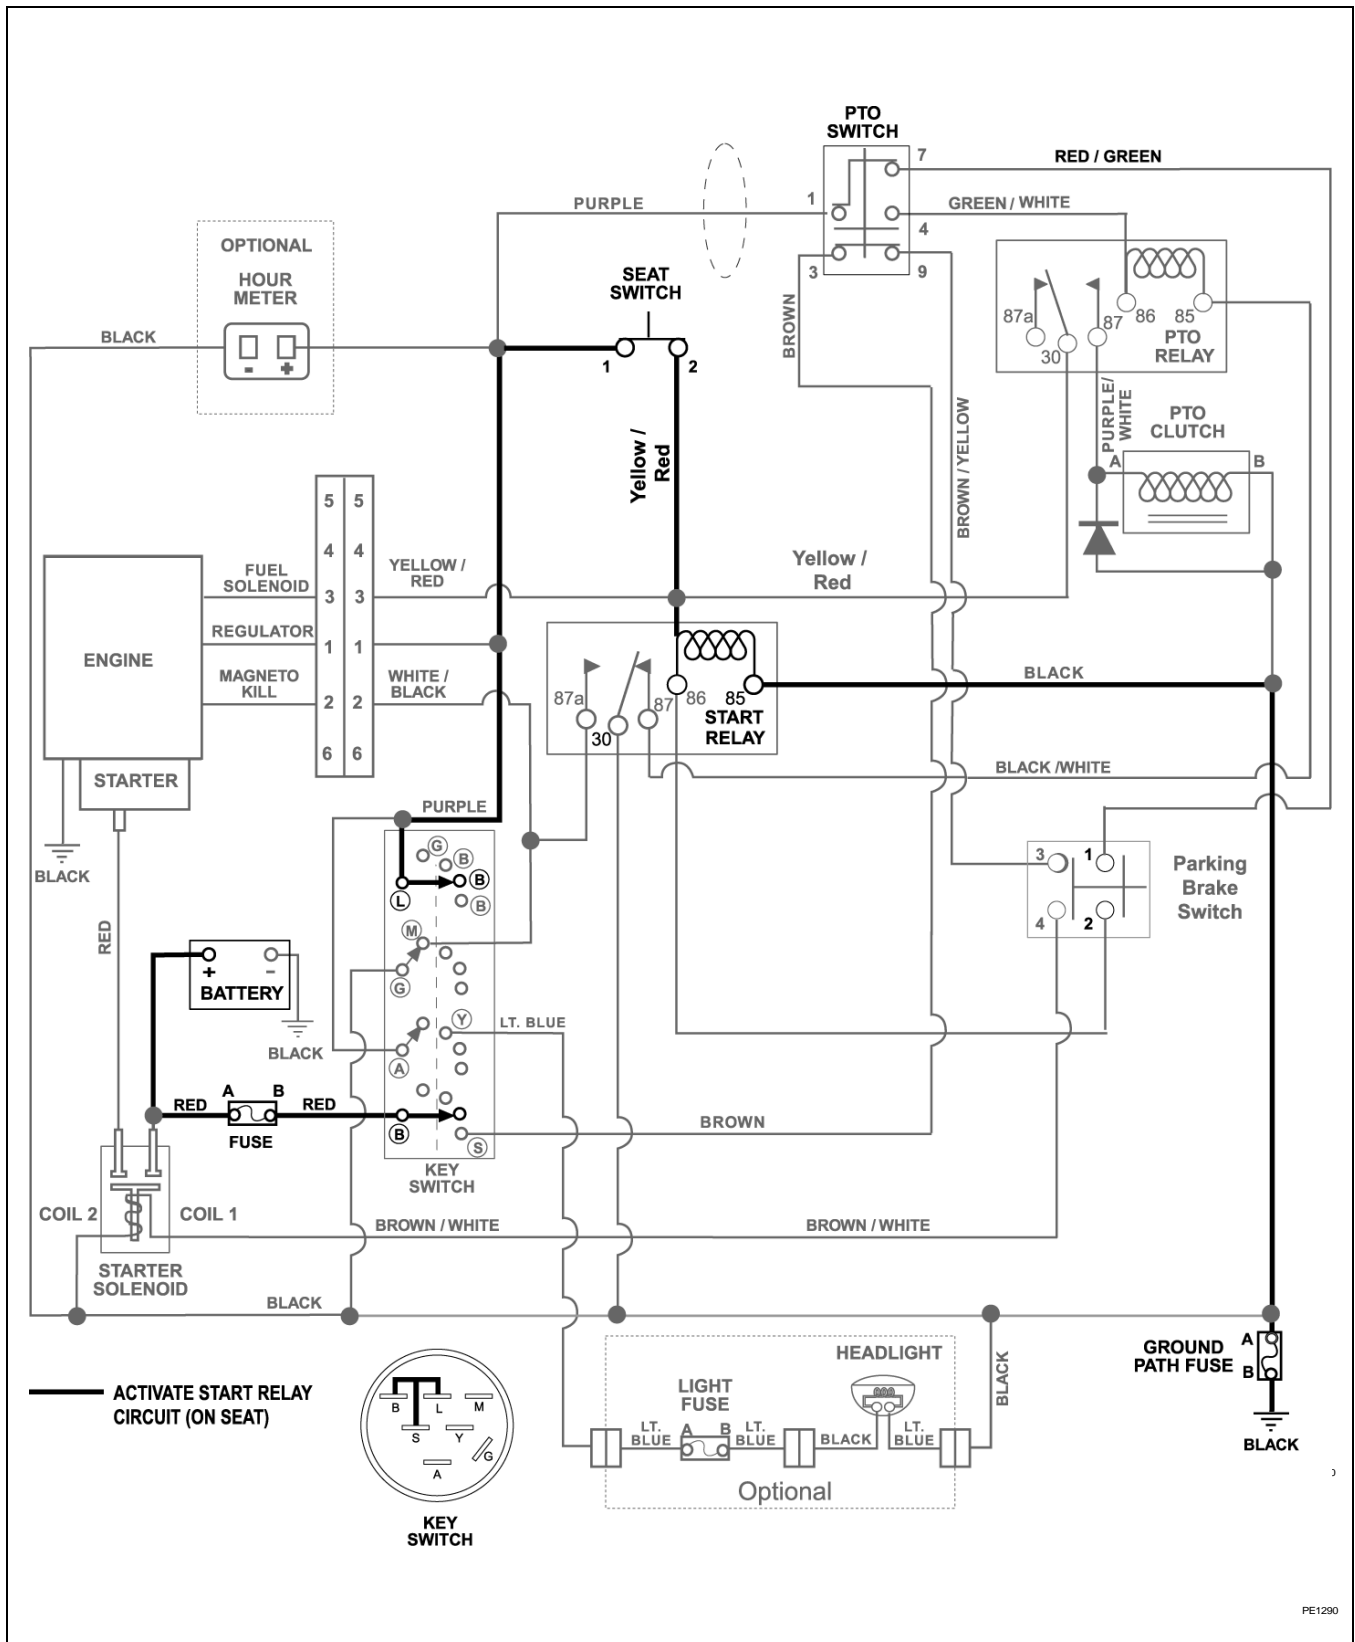 PTO
SWITCH
7
RED / GREEN
1
PURPLE
GREEN / WHITE
4
3
9
OPTIONAL
HOUR
METER
- +
BLACK
SEAT
SWITCH
1
2
BROWN
87a
30
87
86
85
PTO
RELAY
PURPLE/
WHITE
PTO
CLUTCH
A
B
Yellow /
Red
BROWN / YELLOW
5 5
4 4
3 3
1 1
2 2
6 6
ENGINE
FUEL
SOLENOID
REGULATOR
MAGNETO
KILL
YELLOW /
RED
WHITE /
BLACK
Yellow /
Red
87a
30
87
86
85
START
RELAY
BLACK
BLACK /WHITE
STARTER
BLACK
RED
PURPLE
G
B
B
L
B
M
G
Y
A
B
S
LT. BLUE
3
1
4
2
Parking
Brake
Switch
+ -
BATTERY
BLACK
A
B
RED
RED
FUSE
BROWN
KEY
SWITCH
COIL 2
COIL 1
BROWN / WHITE
BROWN / WHITE
STARTER
SOLENOID
BLACK
GROUND
PATH FUSE
A
B
BLACK
HEADLIGHT
LIGHT
FUSE
BLACK
LT.
BLUE
A
B
LT.
BLUE
BLACK
LT.
BLUE
Optional
ACTIVATE START RELAY
CIRCUIT (ON SEAT)
B
L
M
S
Y
G
A
KEY
SWITCH
PE1290